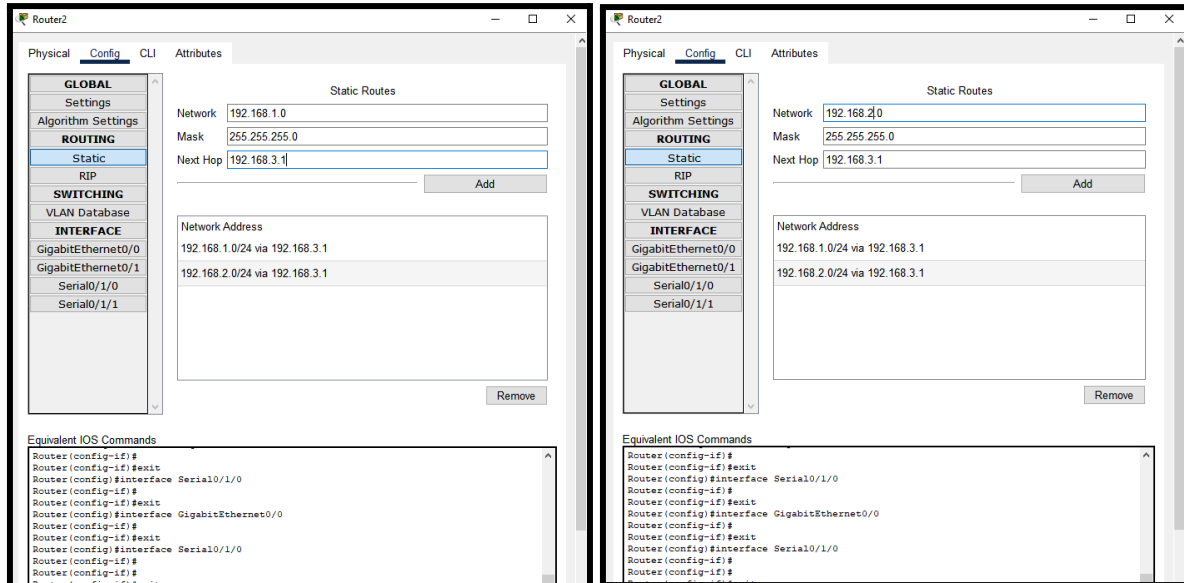 Router2
Physical Config CLI Attributes
GLOBAL
Settings
Algorithm Settings
ROUTING
Static
RIP
SWITCHING
VLAN Database
INTERFACE
GigabitEthernet0/0
GigabitEthernet0/1
Serial0/1/0
Serial0/1/1
Static Routes
Network 192.168.1.0
Mask 255.255.255.0
Next Hop 192.168.3.1
Add
Network Address
192.168.1.0/24 via 192.168.3.1
192.168.2.0/24 via 192.168.3.1
Remove
Equivalent IOS Commands
Router(config-if)#
Router(config-if)#exit
Router(config)#interface Serial0/1/0
Router(config-if)#
Router(config-if)#exit
Router(config)#interface GigabitEthernet0/0
Router(config-if)#
Router(config-if)#exit
Router(config)#interface Serial0/1/0
Router(config-if)#
Router(config-if)#
Router2
Physical Config CLI Attributes
GLOBAL
Settings
Algorithm Settings
ROUTING
Static
RIP
SWITCHING
VLAN Database
INTERFACE
GigabitEthernet0/0
GigabitEthernet0/1
Serial0/1/0
Serial0/1/1
Static Routes
Network 192.168.2.0
Mask 255.255.255.0
Next Hop 192.168.3.1
Add
Network Address
192.168.1.0/24 via 192.168.3.1
192.168.2.0/24 via 192.168.3.1
Remove
Equivalent IOS Commands
Router(config-if)#
Router(config-if)#exit
Router(config)#interface Serial0/1/0
Router(config-if)#
Router(config-if)#exit
Router(config)#interface GigabitEthernet0/0
Router(config-if)#
Router(config-if)#exit
Router(config)#interface Serial0/1/0
Router(config-if)#
Router(config-if)#